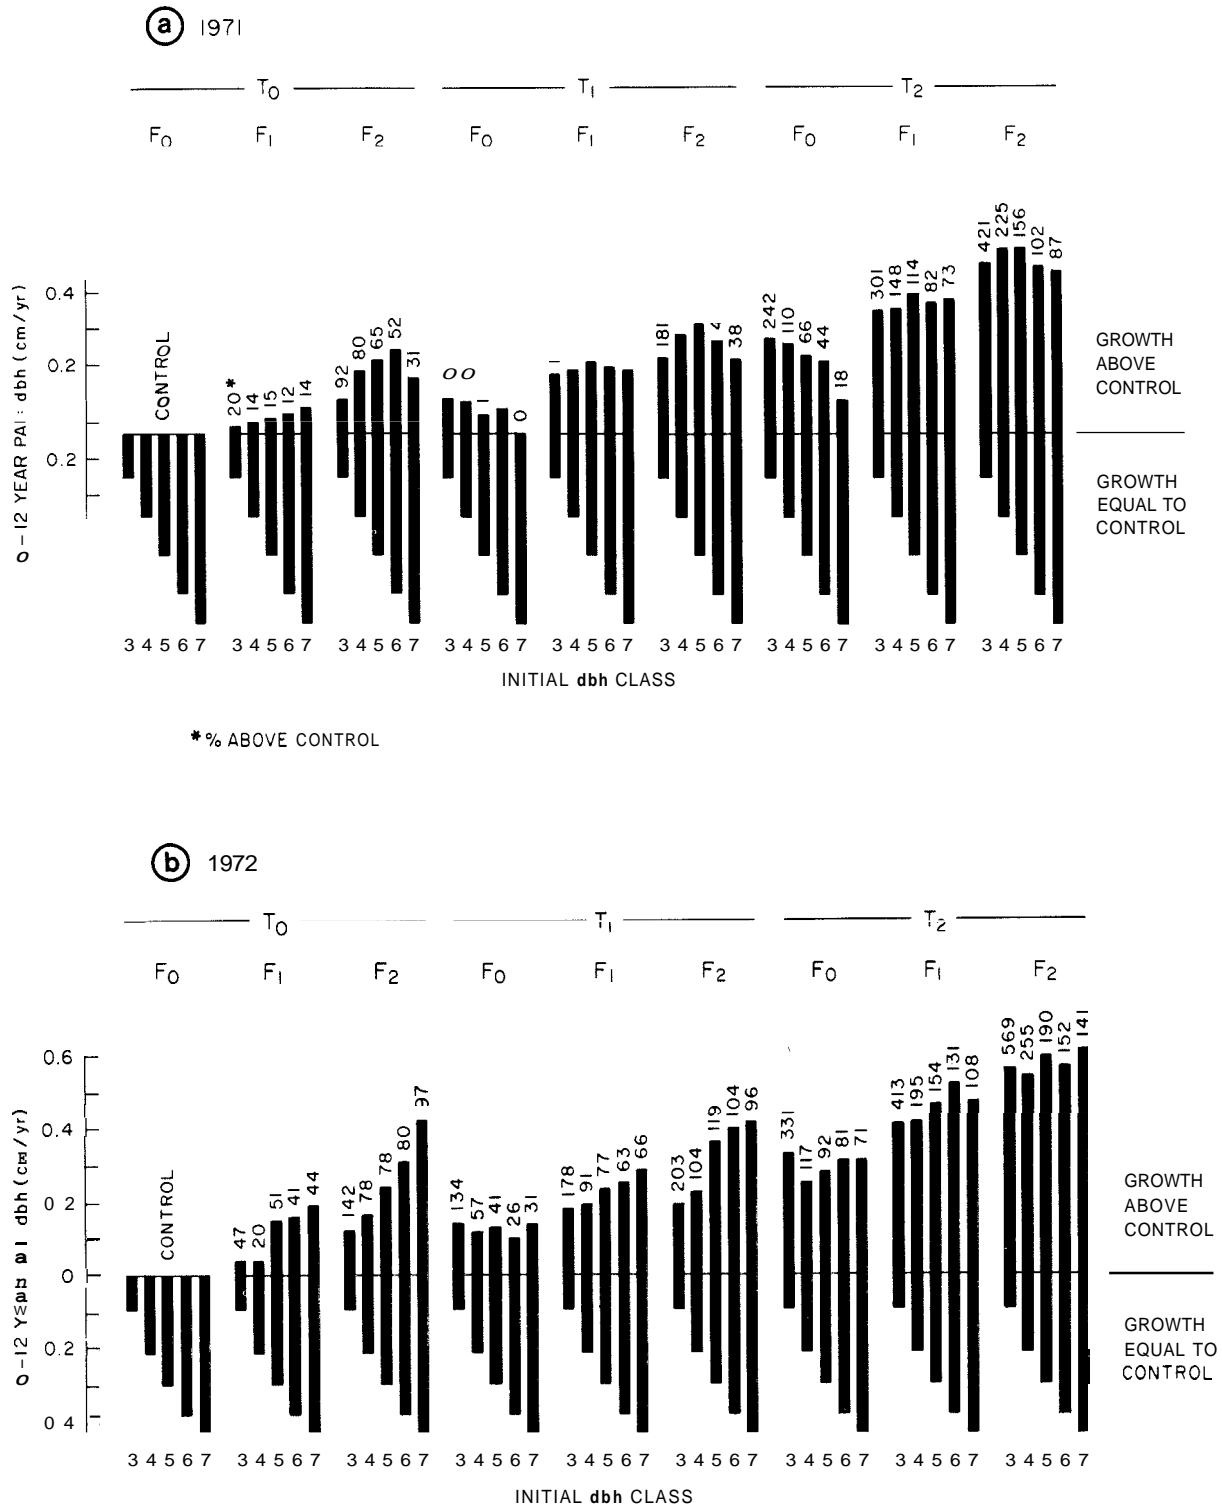 a 1971
T0 T1 T2
F0 F1 F2 F0 F1 F2 F0 F1 F2
0.4
0.2
0.2
0-12 YEAR PAI: dbh (cm/yr)
CONTROL
20* 14 15 12 14
92 80 65 52 31
00 1 0
1
181 4 38
242 110 66 44 18
301 148 114 82 73
421 225 156 102 87
GROWTH
ABOVE
CONTROL
GROWTH
EQUAL TO
CONTROL
3 4 5 6 7 3 4 5 6 7 3 4 5 6 7 3 4 5 6 7 3 4 5 6 7 3 4 5 6 7 3 4 5 6 7 3 4 5 6 7 3 4 5 6 7
INITIAL dbh CLASS
*% ABOVE CONTROL
b 1972
T0 T1 T2
F0 F1 F2 F0 F1 F2 F0 F1 F2
0.6
0.4
0 2
0
0.2
0 4
0-12 dbh
CONTROL
47 20 51 41 44
142 78 78 80 97
134 57 41 26 31
178 91 77 63 66
203 104 119 104 96
331 117 92 81 71
413 195 154 131 108
569 255 190 152 141
GROWTH
ABOVE
CONTROL
GROWTH
EQUAL TO
CONTROL
3 4 5 6 7 3 4 5 6 7 3 4 5 6 7 3 4 5 6 7 3 4 5 6 7 3 4 5 6 7 3 4 5 6 7 3 4 5 6 7 3 4 5 6 7
INITIAL dbh CLASS